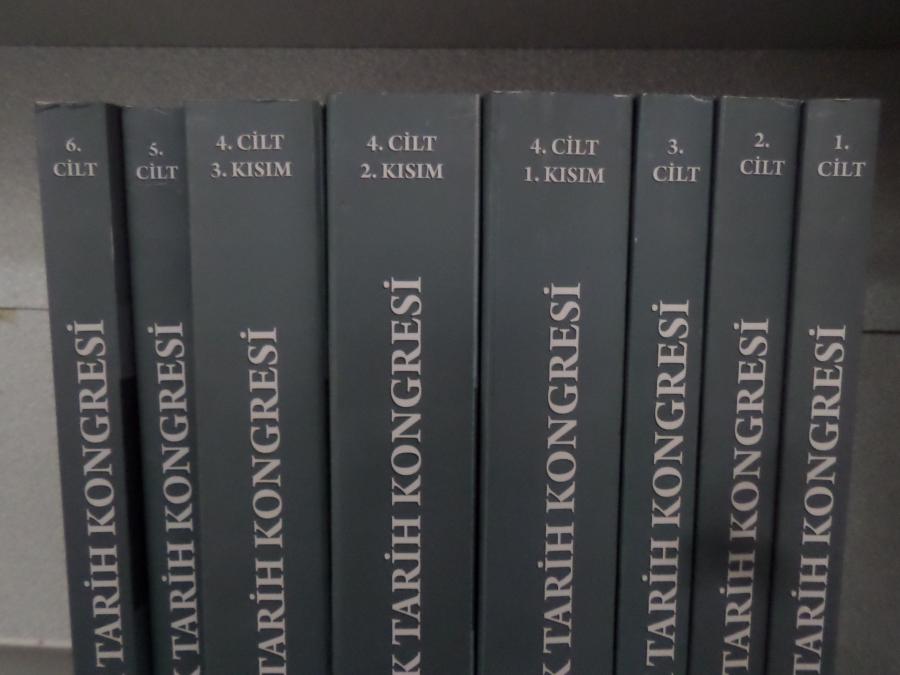 6.
CİLT
TARİH KONGRESİ
5.
CİLT
TARİH KONGRESİ
4. CİLT
3. KISIM
TARİH KONGRESİ
4. CİLT
2. KISIM
K TARİH KONGRESİ
4. CİLT
1. KISIM
K TARİH KONGRESİ
3.
CİLT
TARİH KONGRESİ
2.
CİLT
TARİH KONGRESİ
1.
CİLT
TARİH KONGRESİ